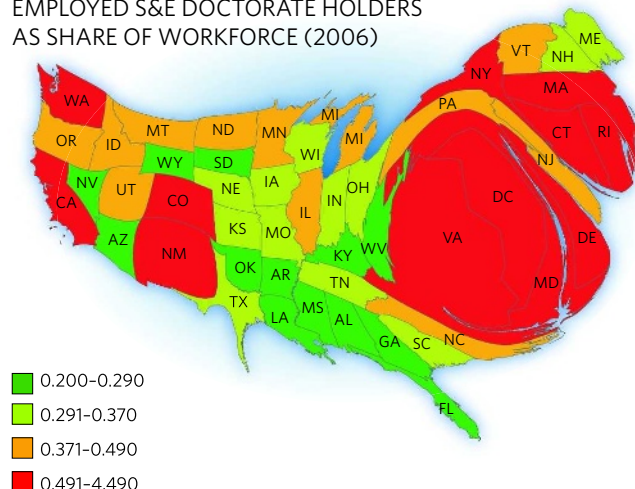 EMPLOYED S&E DOCTORATE HOLDERS
AS SHARE OF WORKFORCE (2006)
ME
VT
NH
NY
WA
MA
PA
MI
MT
ND
MN
CT
RI
OR
ID
MI
WI
NJ
WY
SD
NV
UT
NE
IA
OH
IN
DC
CA
CO
IL
KS
MO
AZ
VA
DE
NM
KY
WV
OK
AR
TN
MD
TX
MS
LA
AL
GA
SC
NC
0.200–0.290
0.291–0.370
FL
0.371–0.490
0.491–4.490